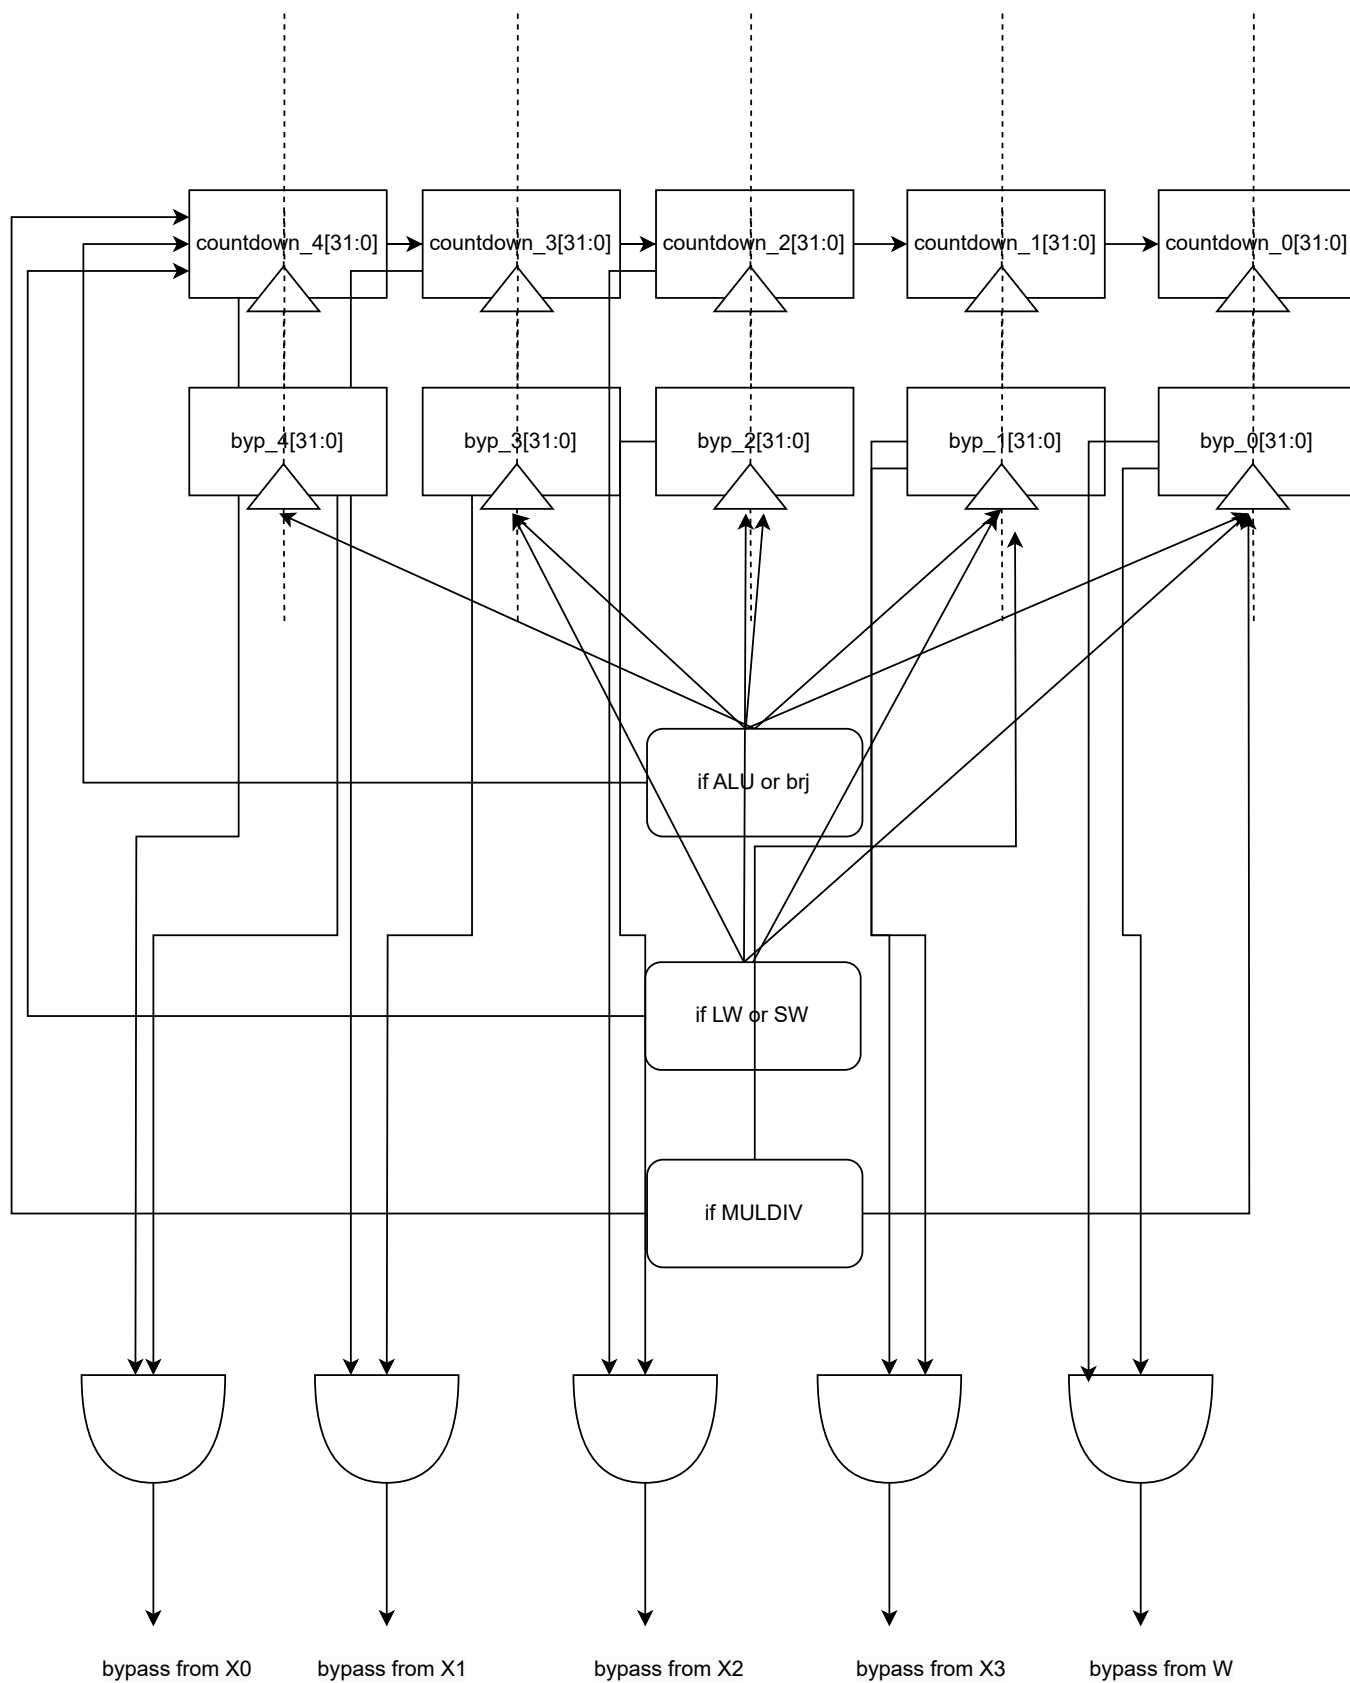 countdown_4[31:0]
countdown_3[31:0]
countdown_2[31:0]
countdown_1[31:0]
countdown_0[31:0]
byp_4[31:0]
byp_3[31:0]
byp_2[31:0]
byp_1[31:0]
byp_0[31:0]
if ALU or brj
if LW or SW
if MULDIV
bypass from X0
bypass from X1
bypass from X2
bypass from X3
bypass from W